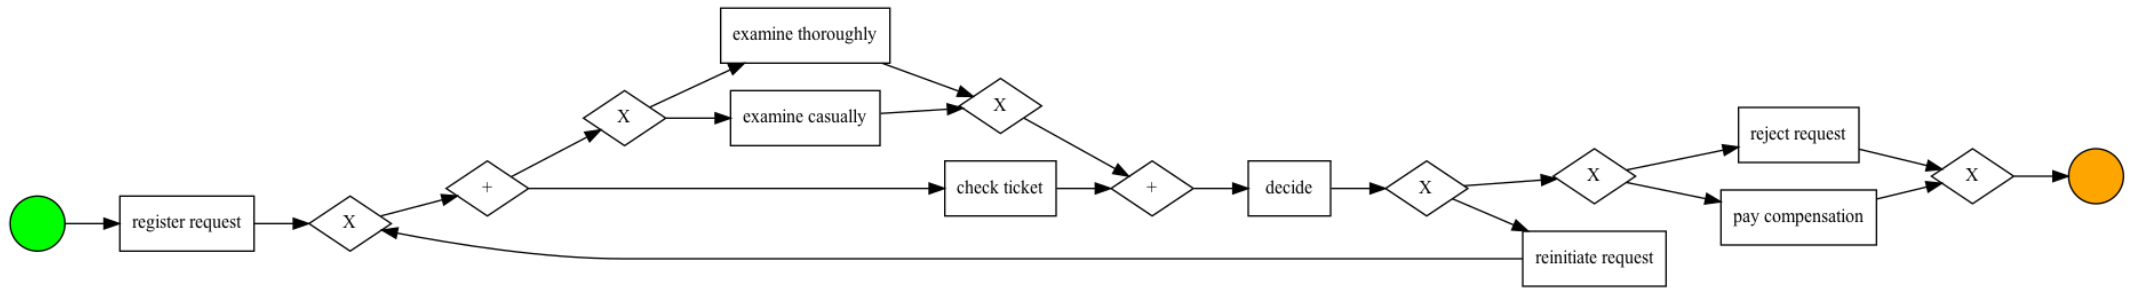 register request
X
+
X
examine thoroughly
examine casually
X
check ticket
+
decide
X
X
reject request
pay compensation
reinitiate request
X